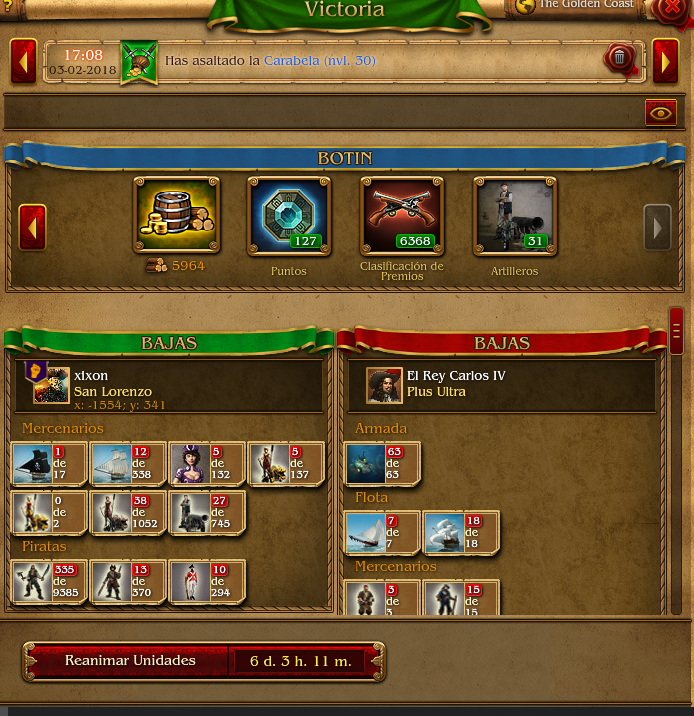 ?
Victoria
The Golden Coast
17:08
03-02-2018
Has asaltado la Carabela (nvl. 30)
BOTIN
5964
127
Puntos
6368
Clasificación de
Premios
31
Artilleros
BAJAS
xlxon
San Lorenzo
x: -1554; y: 341
Mercenarios
1
de
17
12
de
338
5
de
132
5
de
137
0
de
2
38
de
1052
27
de
745
Piratas
335
de
9385
13
de
370
10
de
294
BAJAS
El Rey Carlos IV
Plus Ultra
Armada
63
de
63
Flota
7
de
7
18
de
18
Mercenarios
3
de
3
15
de
15
Reanimar Unidades
6 d. 3 h. 11 m.